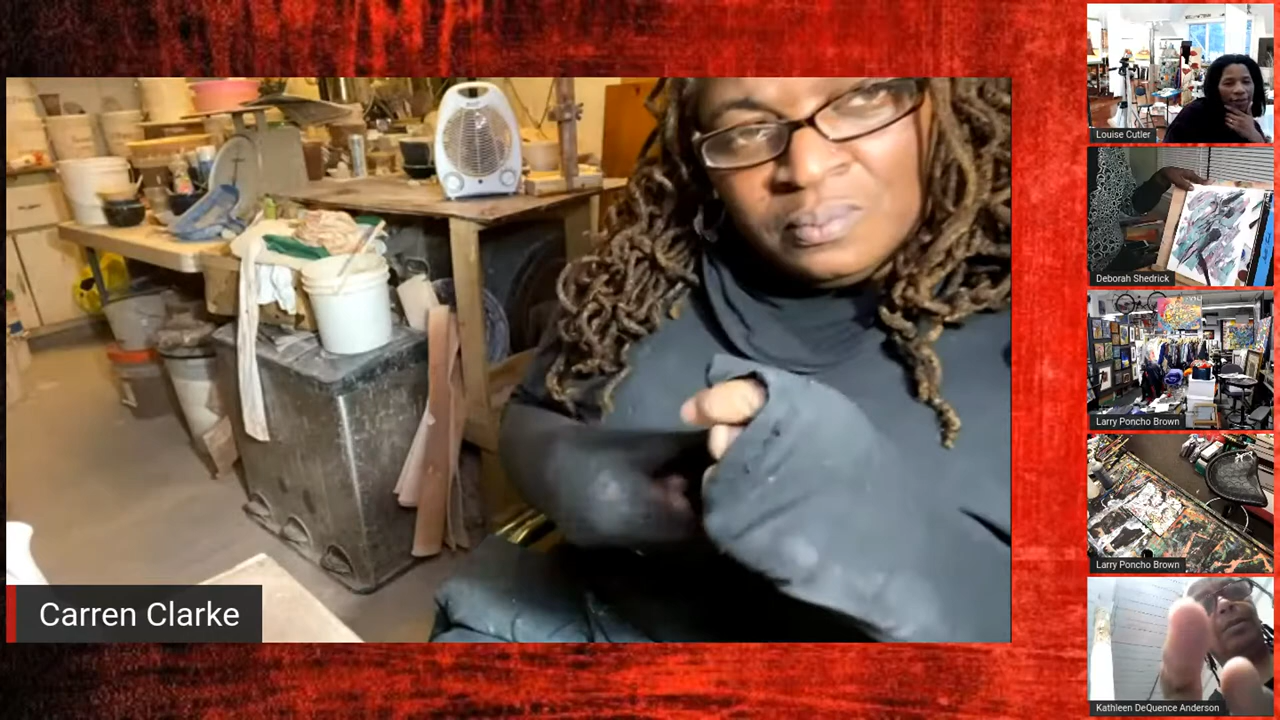 Carren Clarke
Louise Cutler
Deborah Shedrick
Larry Poncho Brown
Larry Poncho Brown
Kathleen DeQuence Anderson